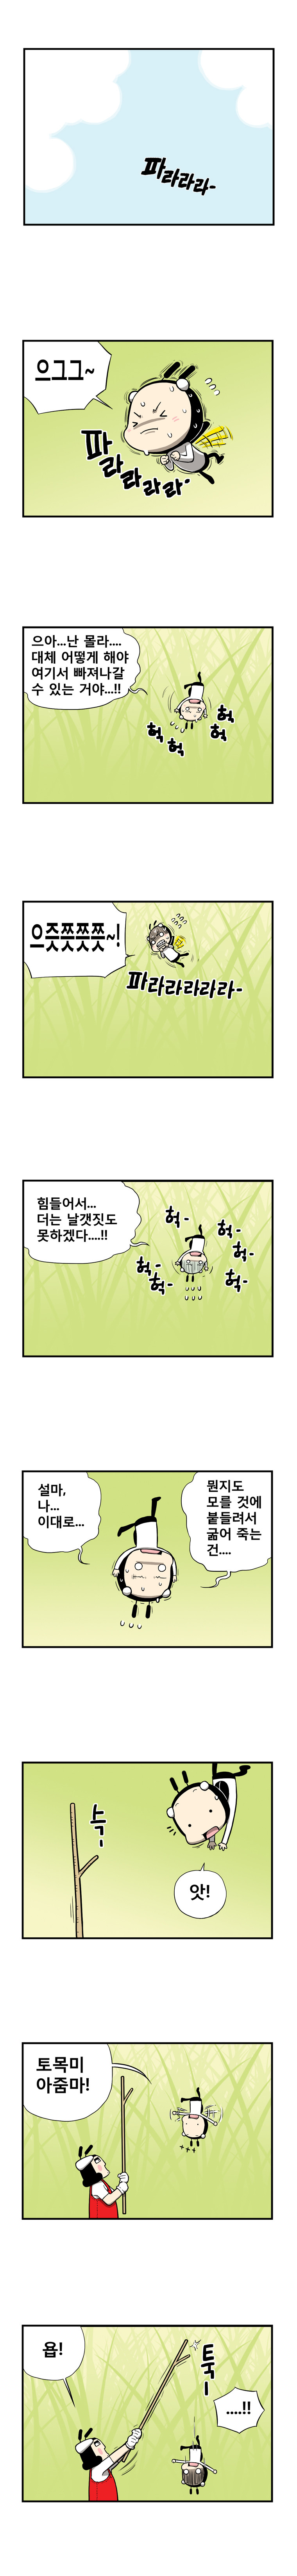 파라라라-
으그그~
파라라라라-
으아...난 몰라....
대체 어떻게 해야
여기서 빠져나갈
수 있는 거야...!!
헉
헉
헉
헉
으쯧쯧쯧쯧~!
파라라라라라라-
힘들어서...
더는 날갯짓도
못하겠다....!!
헉-
헉-
헉-
헉-
헉-
헉-
설마,
나...
이대로...
뭔지도
모를 것에
붙들려서
굶어 죽는
건....
슥-
앗!
토목미
아줌마!
욥!
툭-
....!!